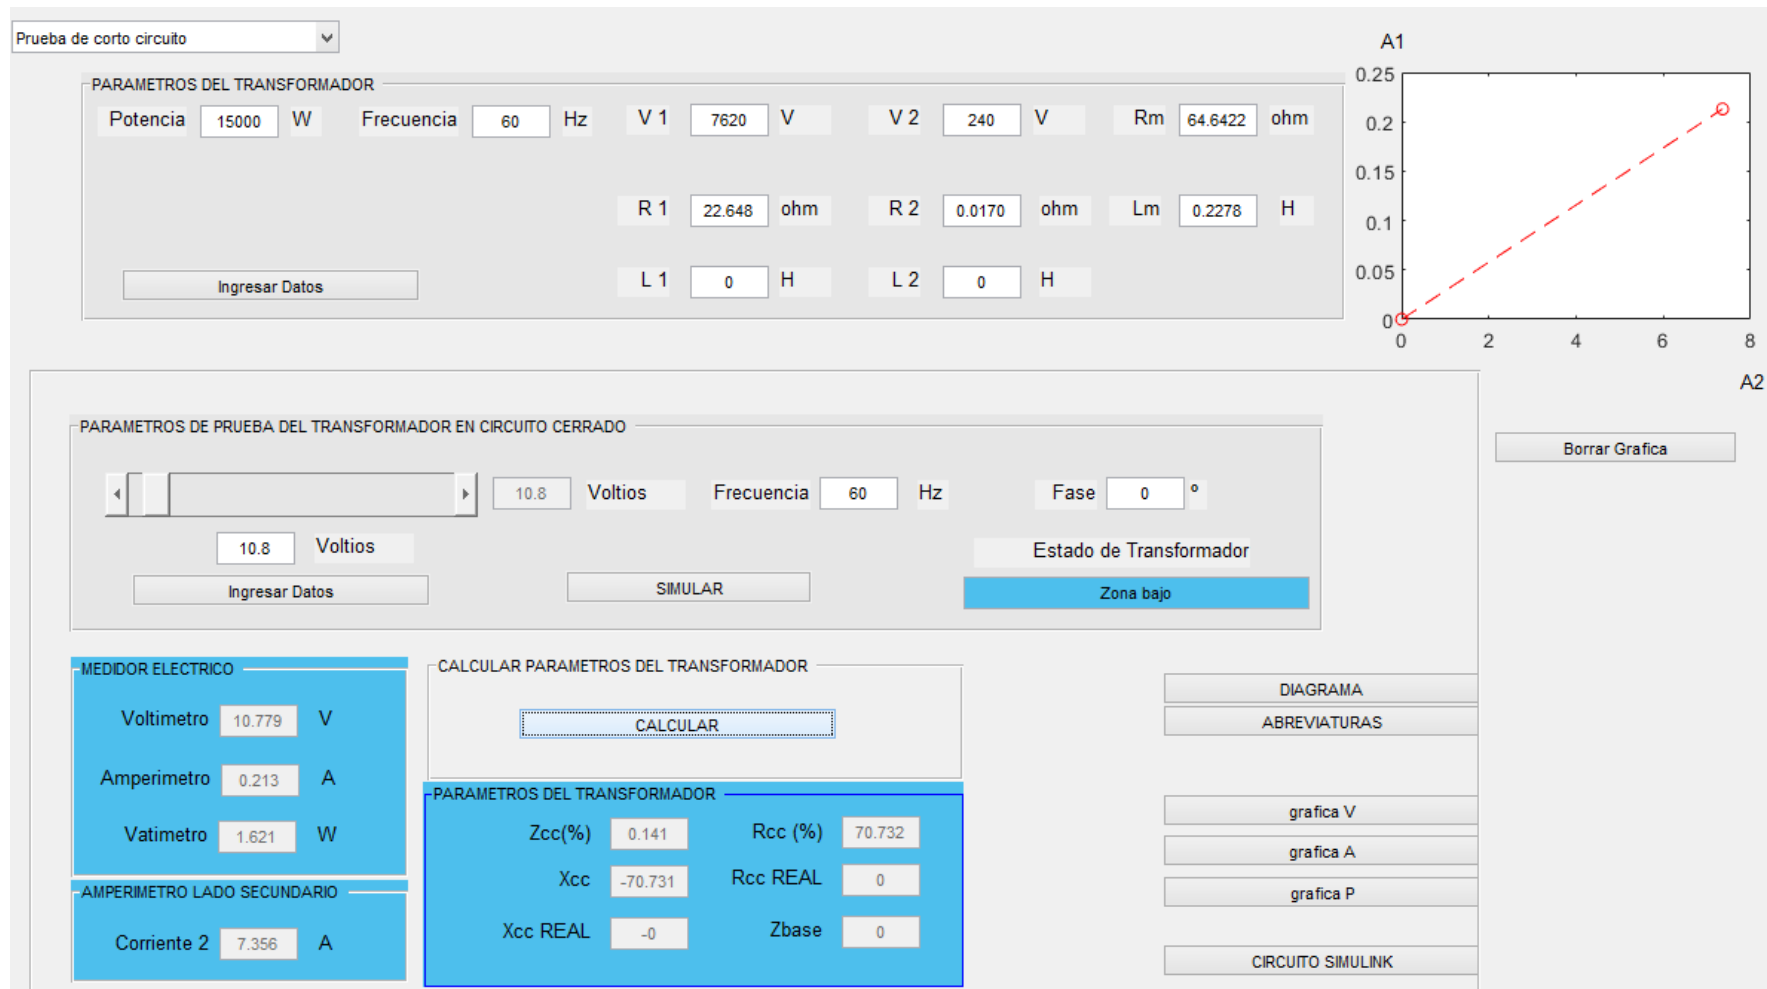 Prueba de corto circuito
PARAMETROS DEL TRANSFORMADOR
Potencia 15000 W Frecuencia 60 Hz V 1 7620 V V 2 240 V Rm 64.6422 ohm
R 1 22.648 ohm R 2 0.0170 ohm Lm 0.2278 H
Ingresar Datos L 1 0 H L 2 0 H
A1
0.25
0.2
0.15
0.1
0.05
0
0 2 4 6 8
A2
Borrar Grafica
PARAMETROS DE PRUEBA DEL TRANSFORMADOR EN CIRCUITO CERRADO
10.8 Voltios Frecuencia 60 Hz Fase 0 º
10.8 Voltios
Estado de Transformador
Ingresar Datos SIMULAR Zona bajo
MEDIDOR ELECTRICO
Voltimetro 10.779 V
Amperimetro 0.213 A
Vatimetro 1.621 W
AMPERIMETRO LADO SECUNDARIO
Corriente 2 7.356 A
CALCULAR PARAMETROS DEL TRANSFORMADOR
CALCULAR
PARAMETROS DEL TRANSFORMADOR
Zcc(%) 0.141 Rcc (%) 70.732
Xcc -70.731 Rcc REAL 0
Xcc REAL -0 Zbase 0
DIAGRAMA
ABREVIATURAS
grafica V
grafica A
grafica P
CIRCUITO SIMULINK